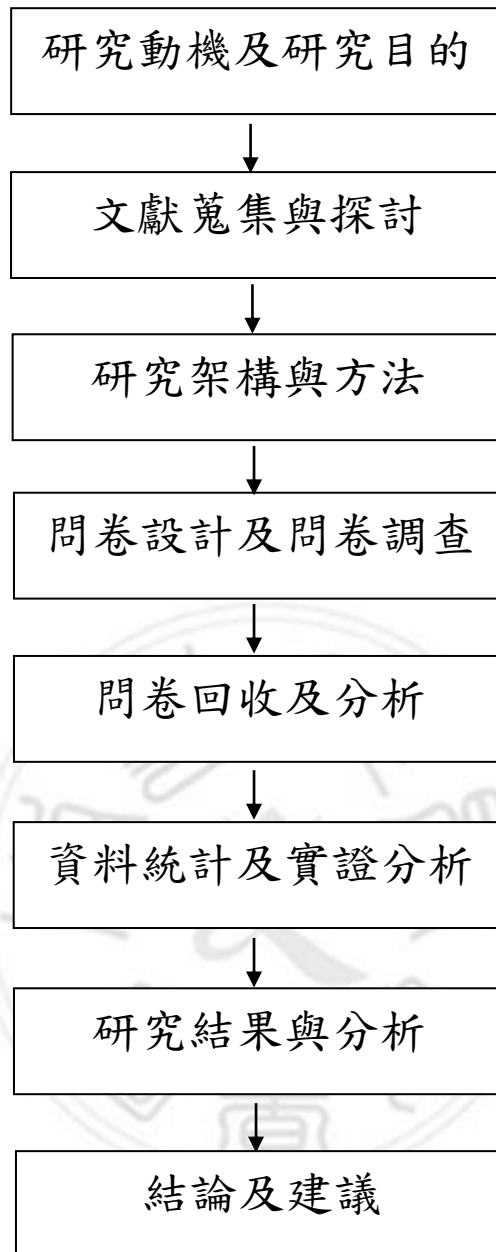 研究動機及研究目的
文獻蒐集與探討
研究架構與方法
問卷設計及問卷調查
問卷回收及分析
資料統計及實證分析
研究結果與分析
結論及建議